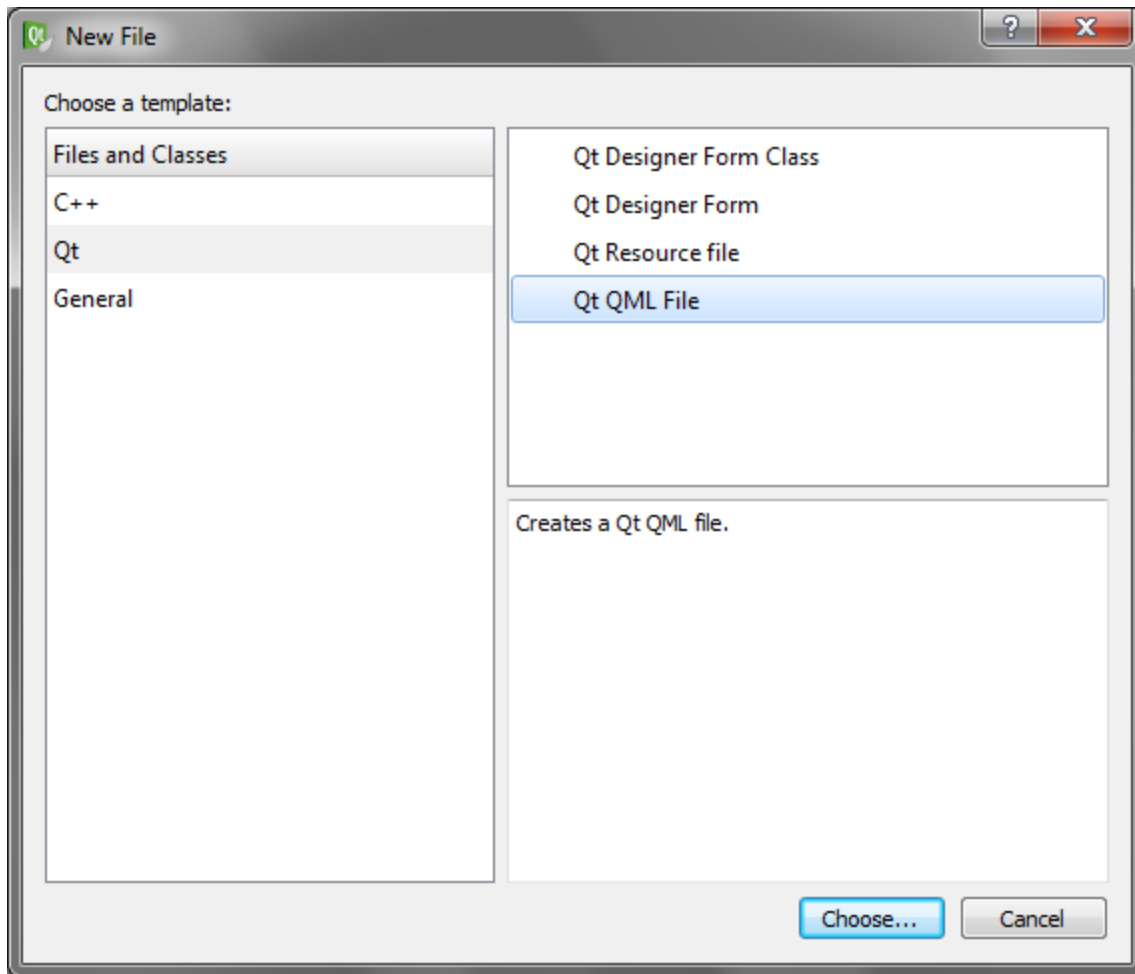 Qt New File
? X
Choose a template:
Files and Classes
C++
Qt
General
Qt Designer Form Class
Qt Designer Form
Qt Resource file
Qt QML File
Creates a Qt QML file.
Choose... Cancel